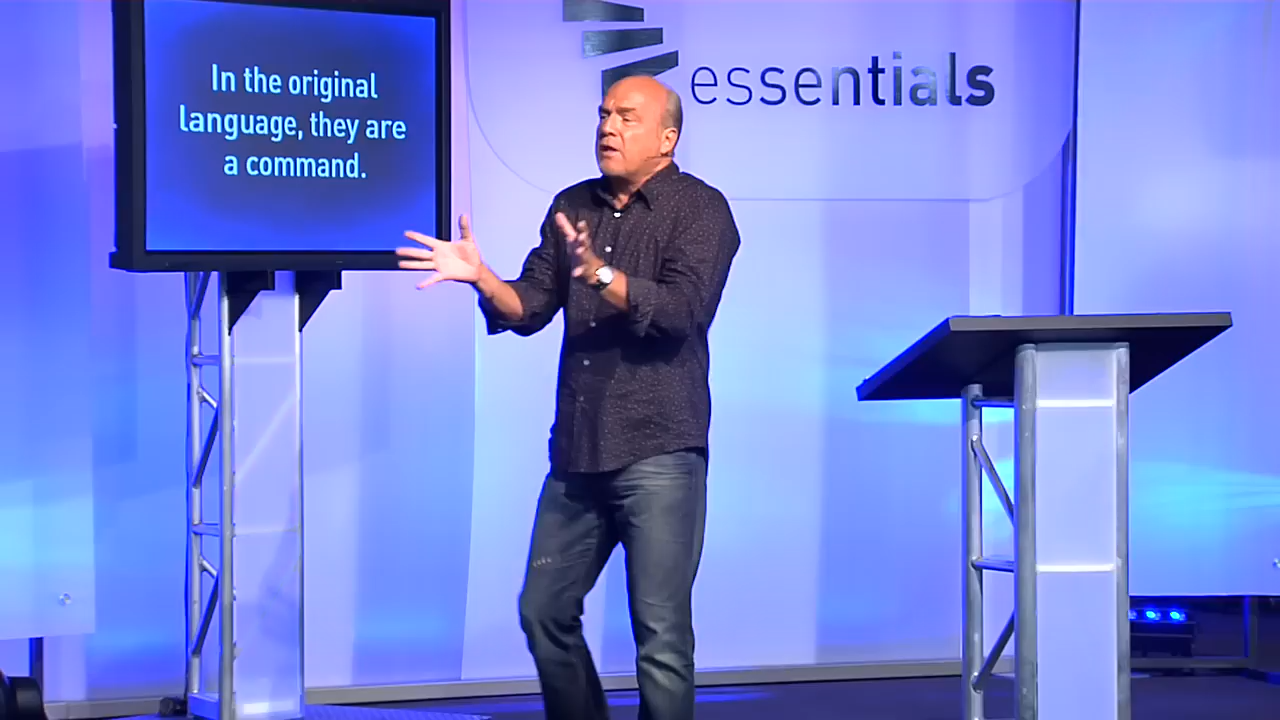 In the original
language, they are
a command.
essentials